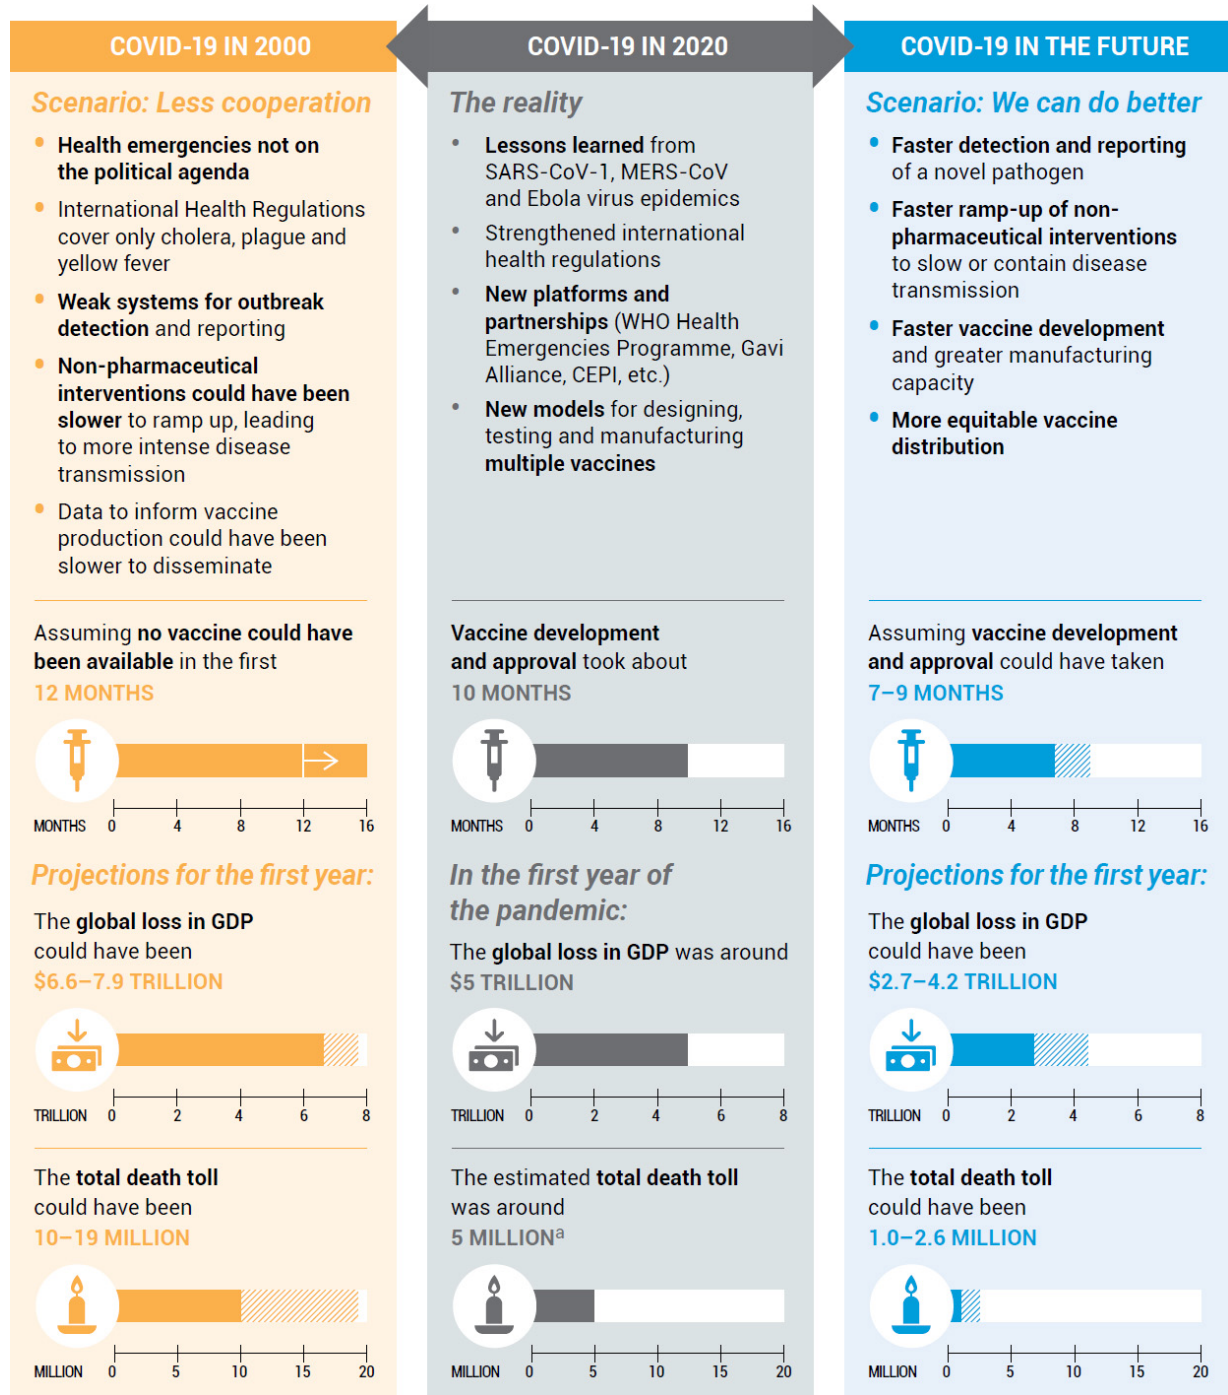 COVID-19 IN 2000
Scenario: Less cooperation
• Health emergencies not on
the political agenda
• International Health Regulations
cover only cholera, plague and
yellow fever
• Weak systems for outbreak
detection and reporting
• Non-pharmaceutical
interventions could have been
slower to ramp up, leading
to more intense disease
transmission
• Data to inform vaccine
production could have been
slower to disseminate
Assuming no vaccine could have
been available in the first
12 MONTHS
MONTHS 0 4 8 12 16
Projections for the first year:
The global loss in GDP
could have been
$6.6–7.9 TRILLION
TRILLION 0 2 4 6 8
The total death toll
could have been
10–19 MILLION
MILLION 0 5 10 15 20
COVID-19 IN 2020
The reality
• Lessons learned from
SARS-CoV-1, MERS-CoV
and Ebola virus epidemics
• Strengthened international
health regulations
• New platforms and
partnerships (WHO Health
Emergencies Programme, Gavi
Alliance, CEPI, etc.)
• New models for designing,
testing and manufacturing
multiple vaccines
Vaccine development
and approval took about
10 MONTHS
MONTHS 0 4 8 12 16
In the first year of
the pandemic:
The global loss in GDP was around
$5 TRILLION
TRILLION 0 2 4 6 8
The estimated total death toll
was around
5 MILLIONᵃ
MILLION 0 5 10 15 20
COVID-19 IN THE FUTURE
Scenario: We can do better
• Faster detection and reporting
of a novel pathogen
• Faster ramp-up of non-
pharmaceutical interventions
to slow or contain disease
transmission
• Faster vaccine development
and greater manufacturing
capacity
• More equitable vaccine
distribution
Assuming vaccine development
and approval could have taken
7–9 MONTHS
MONTHS 0 4 8 12 16
Projections for the first year:
The global loss in GDP
could have been
$2.7–4.2 TRILLION
TRILLION 0 2 4 6 8
The total death toll
could have been
1.0–2.6 MILLION
MILLION 0 5 10 15 20